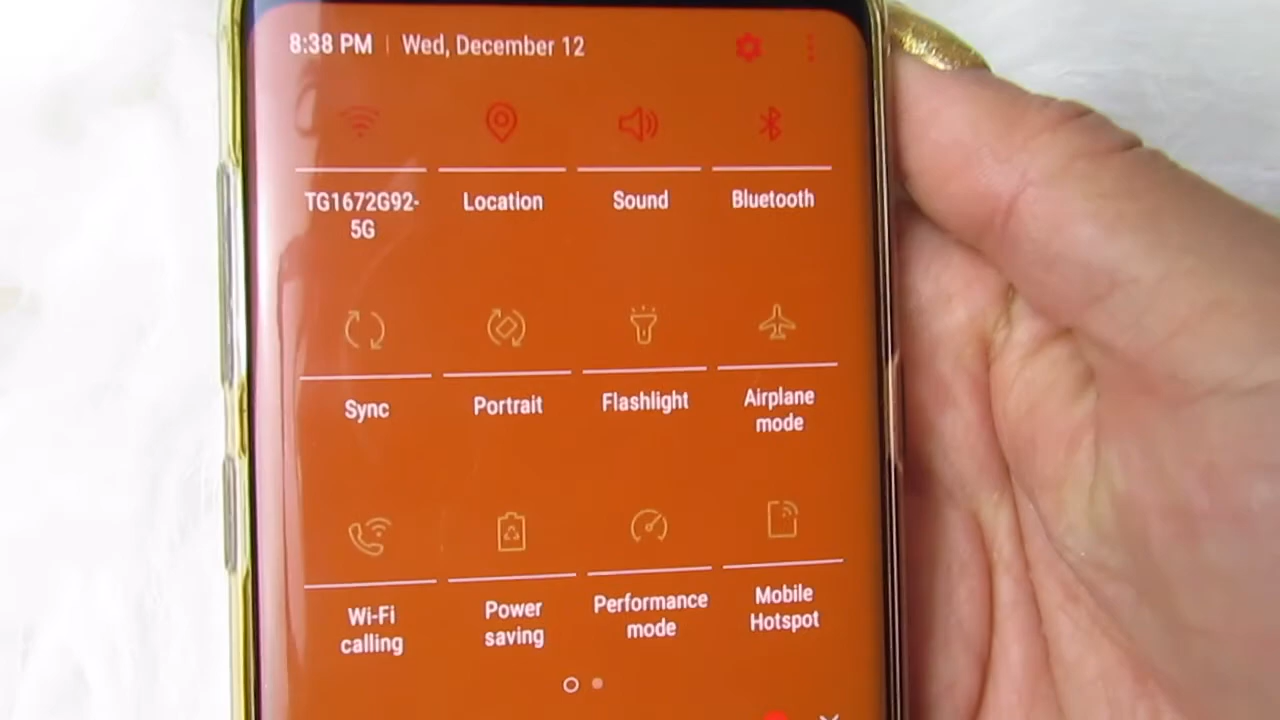 8:38 PM | Wed, December 12
TG1672G92-
5G
Location
Sound
Bluetooth
Sync
Portrait
Flashlight
Airplane
mode
Wi-Fi
calling
Power
saving
Performance
mode
Mobile
Hotspot